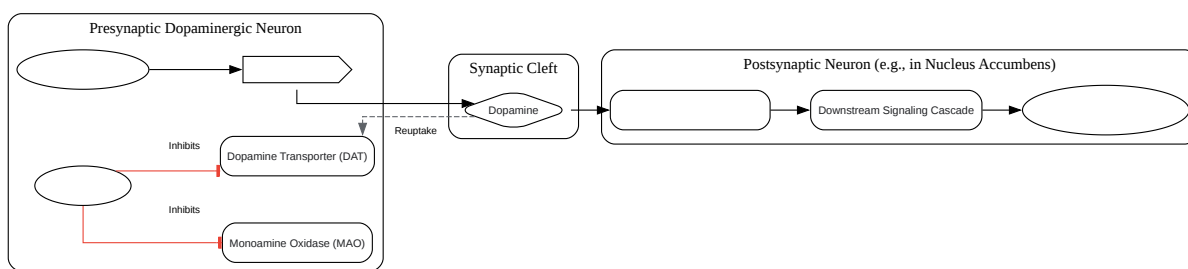 Presynaptic Dopaminergic Neuron
Synaptic Cleft
Postsynaptic Neuron (e.g., in Nucleus Accumbens)
Dopamine
Downstream Signaling Cascade
Reuptake
Inhibits
Dopamine Transporter (DAT)
Inhibits
Monoamine Oxidase (MAO)